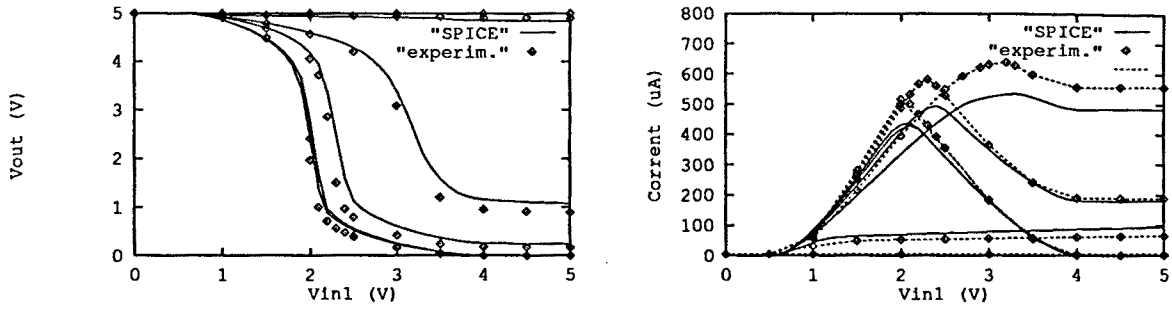 5
4
3
2
1
0
Vout (V)
"SPICE"
"experim."
0 1 2 3 4 5
Vin1 (V)
800
700
600
500
400
300
200
100
0
Corrent (uA)
"SPICE"
"experim."
0 1 2 3 4 5
Vin1 (V)